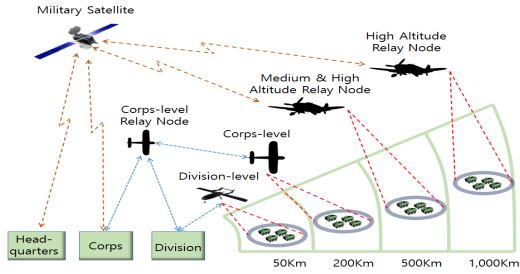 Military Satellite
High Altitude
Relay Node
Medium & High
Altitude Relay Node
Corps-level
Relay Node
Corps-level
Division-level
Head-
quarters
Corps
Division
50Km
200Km
500Km
1,000Km